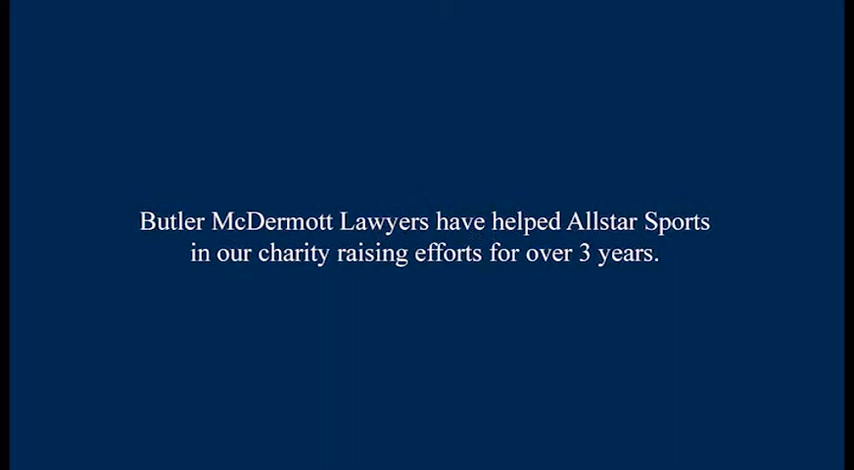 Butler McDermott Lawyers have helped Allstar Sports
in our charity raising efforts for over 3 years.